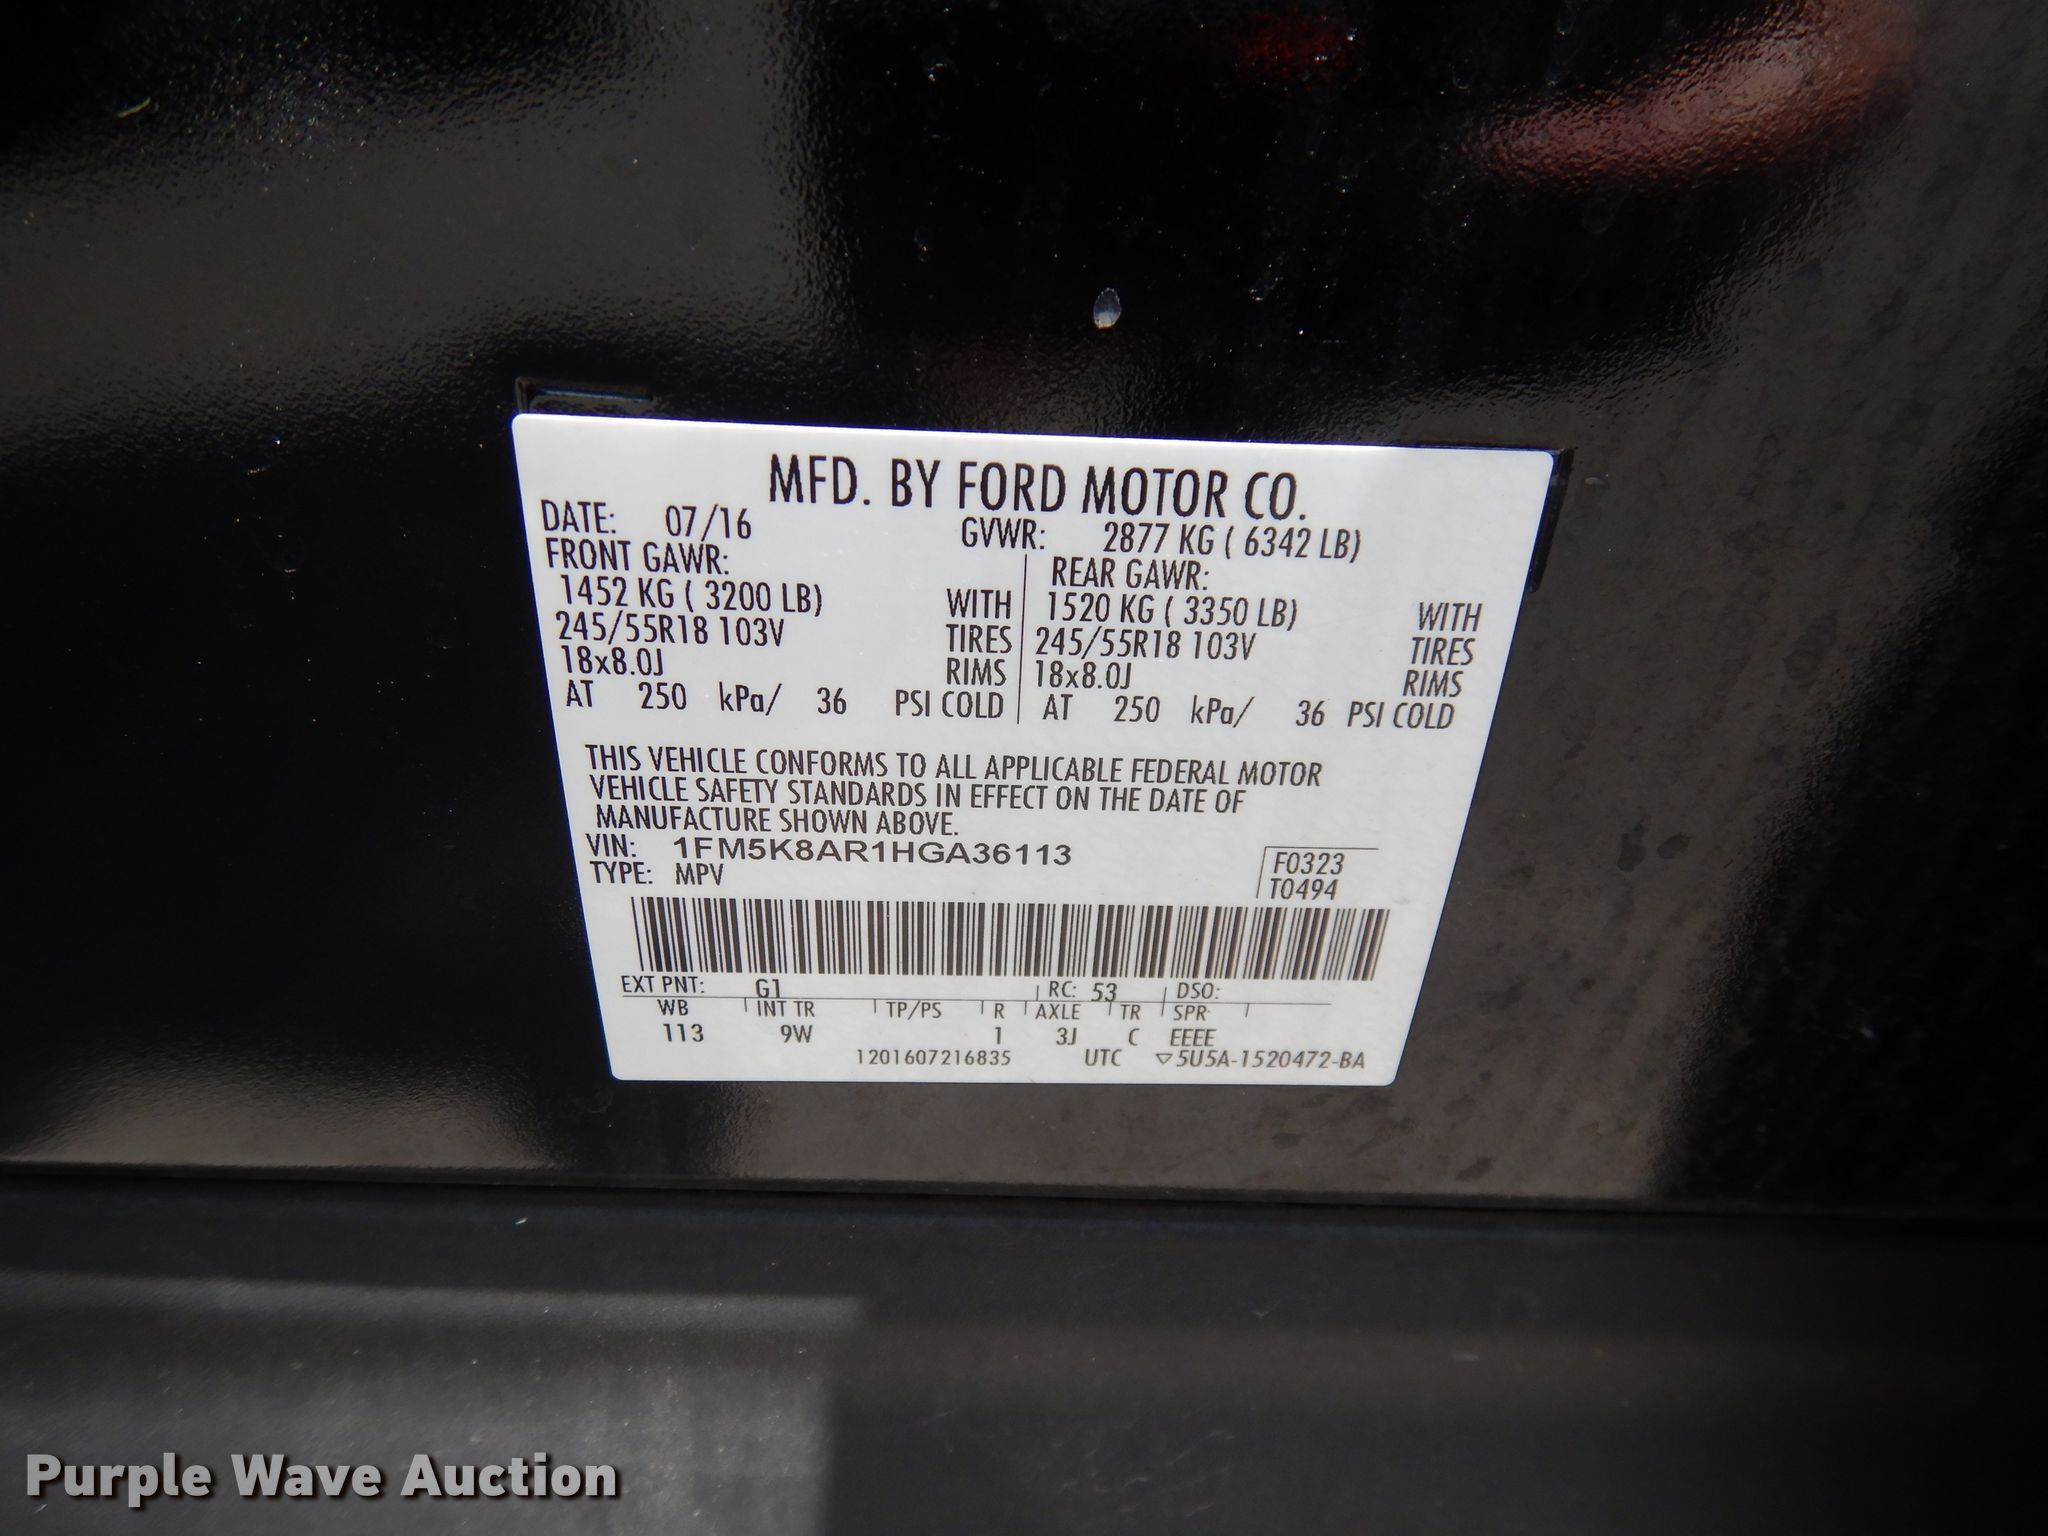 MFD. BY FORD MOTOR CO.
DATE: 07/16 GVWR: 2877 KG ( 6342 LB)
FRONT GAWR: REAR GAWR:
1452 KG ( 3200 LB) WITH 1520 KG ( 3350 LB) WITH
245/55R18 103V TIRES 245/55R18 103V TIRES
18x8.0J RIMS 18x8.0J RIMS
AT 250 kPa/ 36 PSI COLD AT 250 kPa/ 36 PSI COLD
THIS VEHICLE CONFORMS TO ALL APPLICABLE FEDERAL MOTOR
VEHICLE SAFETY STANDARDS IN EFFECT ON THE DATE OF
MANUFACTURE SHOWN ABOVE.
VIN: 1FM5K8AR1HGA36113 F0323
TYPE: MPV T0494
EXT PNT: G1 RC: 53 DSO:
WB INT TR TP/PS R AXLE TR SPR
113 9W 1 3J C EEEE
1201607216835 UTC ▽5U5A-1520472-BA
Purple Wave Auction